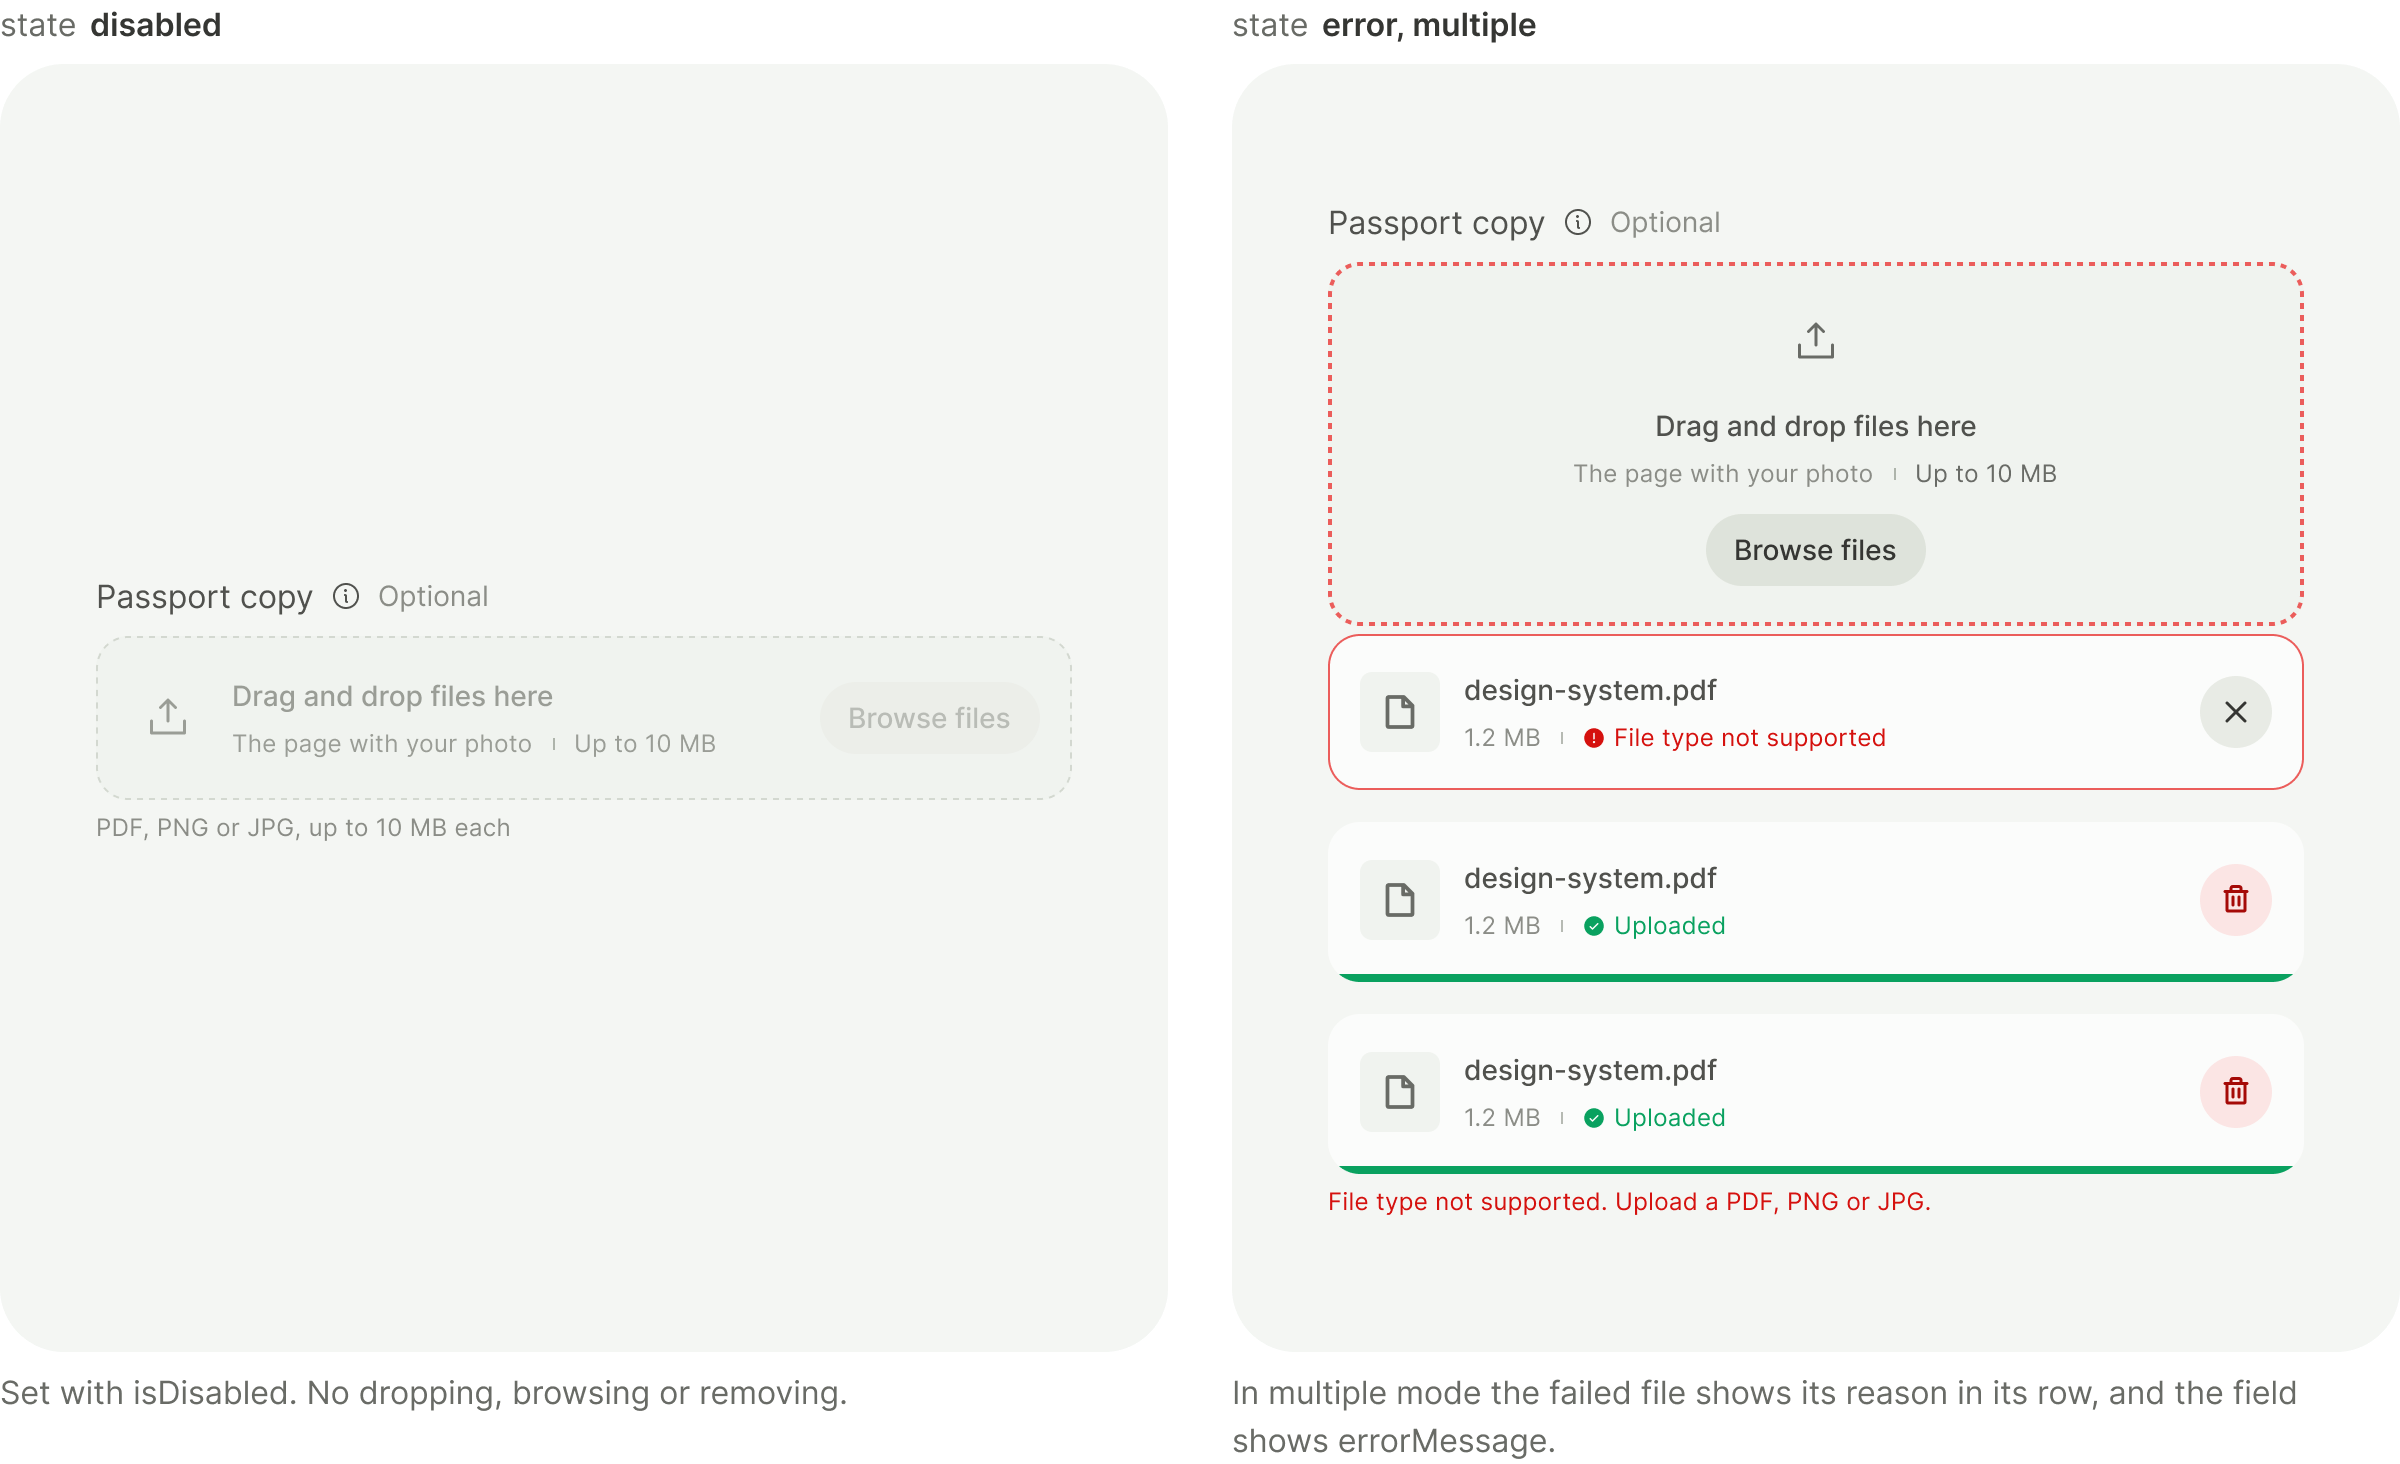 state disabled
Passport copy Optional
Drag and drop files here
The page with your photo Up to 10 MB
Browse files
PDF, PNG or JPG, up to 10 MB each
Set with isDisabled. No dropping, browsing or removing.
state error, multiple
Passport copy Optional
Drag and drop files here
The page with your photo Up to 10 MB
Browse files
design-system.pdf
1.2 MB File type not supported
design-system.pdf
1.2 MB Uploaded
design-system.pdf
1.2 MB Uploaded
File type not supported. Upload a PDF, PNG or JPG.
In multiple mode the failed file shows its reason in its row, and the field
shows errorMessage.